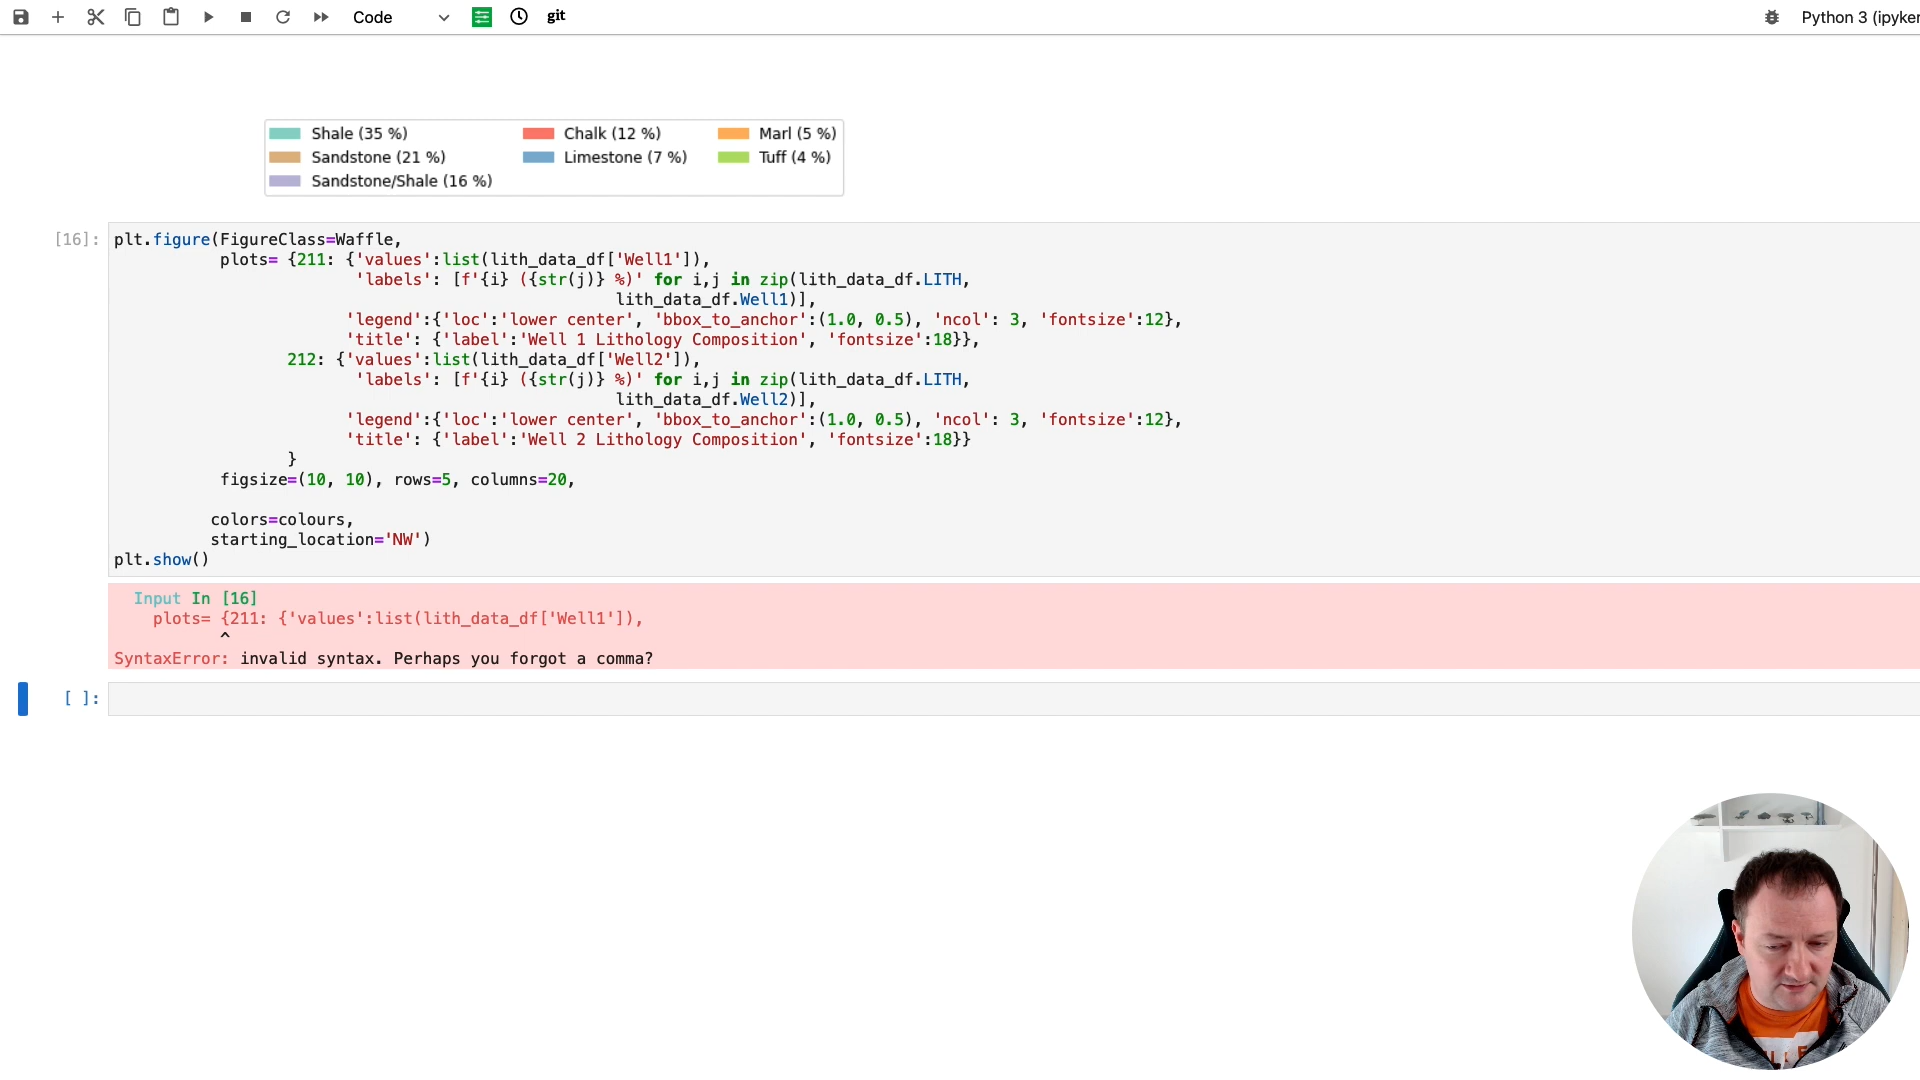 Code
git
Python 3 (ipyker
Shale (35 %)
Chalk (12 %)
Marl (5 %)
Sandstone (21 %)
Limestone (7 %)
Tuff (4 %)
Sandstone/Shale (16 %)
[16]:
plt.figure(FigureClass=Waffle,
plots= {211: {'values':list(lith_data_df['Well1']),
'labels': [f'{i} ({str(j)} %)' for i,j in zip(lith_data_df.LITH,
lith_data_df.Well1)],
'legend':{'loc':'lower center', 'bbox_to_anchor':(1.0, 0.5), 'ncol': 3, 'fontsize':12},
'title': {'label':'Well 1 Lithology Composition', 'fontsize':18}},
212: {'values':list(lith_data_df['Well2']),
'labels': [f'{i} ({str(j)} %)' for i,j in zip(lith_data_df.LITH,
lith_data_df.Well2)],
'legend':{'loc':'lower center', 'bbox_to_anchor':(1.0, 0.5), 'ncol': 3, 'fontsize':12},
'title': {'label':'Well 2 Lithology Composition', 'fontsize':18}}
}
figsize=(10, 10), rows=5, columns=20,
colors=colours,
starting_location='NW')
plt.show()
Input In [16]
plots= {211: {'values':list(lith_data_df['Well1']),
^
SyntaxError: invalid syntax. Perhaps you forgot a comma?
[ ]: